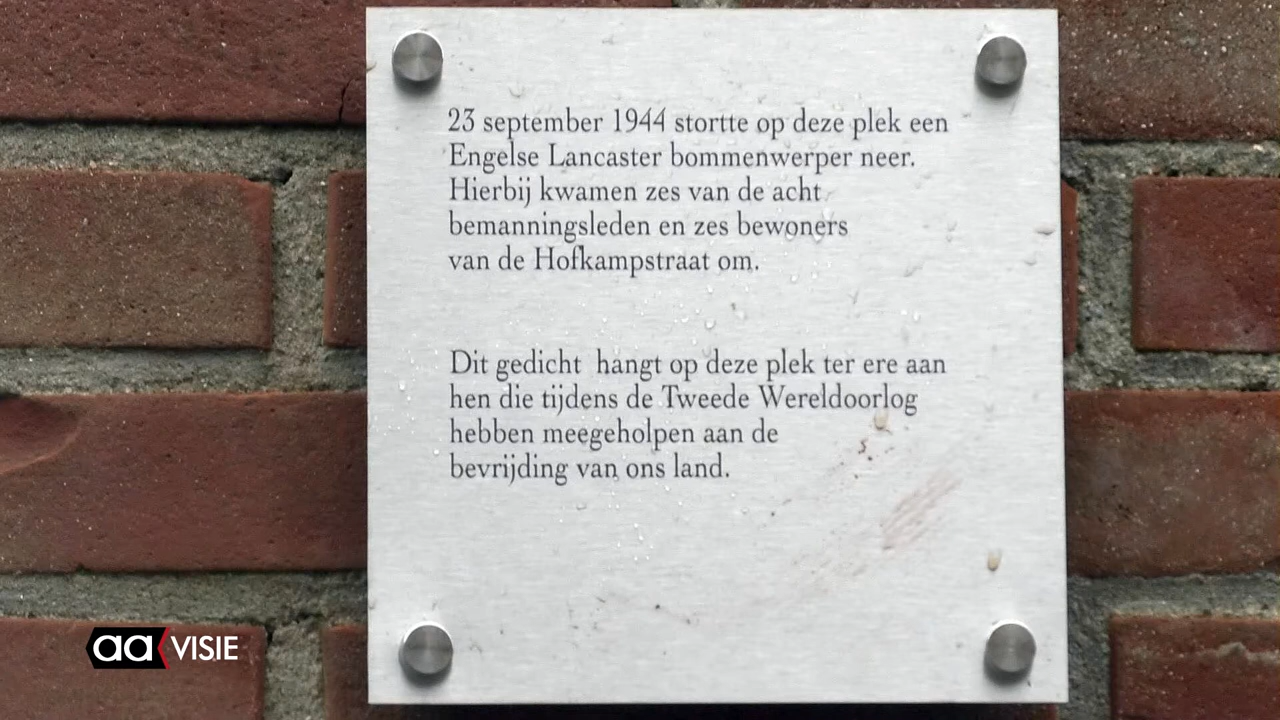 23 september 1944 stortte op deze plek een
Engelse Lancaster bommenwerper neer.
Hierbij kwamen zes van de acht
bemanningsleden en zes bewoners
van de Hofkampstraat om.
Dit gedicht hangt op deze plek ter ere aan
hen die tijdens de Tweede Wereldoorlog
hebben meegeholpen aan de
bevrijding van ons land.
aa VISIE